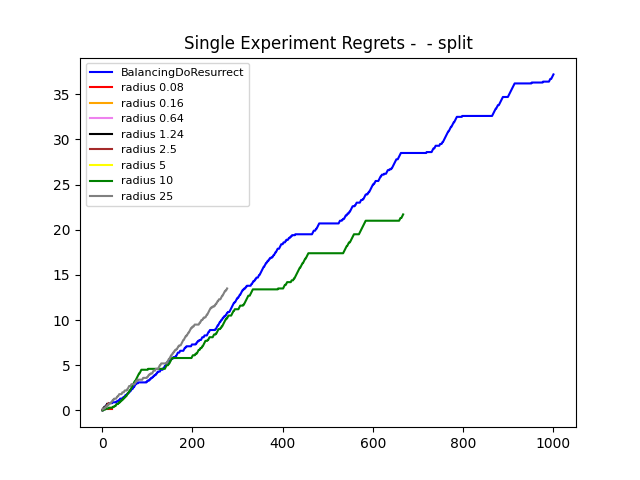 Single Experiment Regrets -  - split
BalancingDoResurrect
radius 0.08
radius 0.16
radius 0.64
radius 1.24
radius 2.5
radius 5
radius 10
radius 25
35
30
25
20
15
10
5
0
0 200 400 600 800 1000